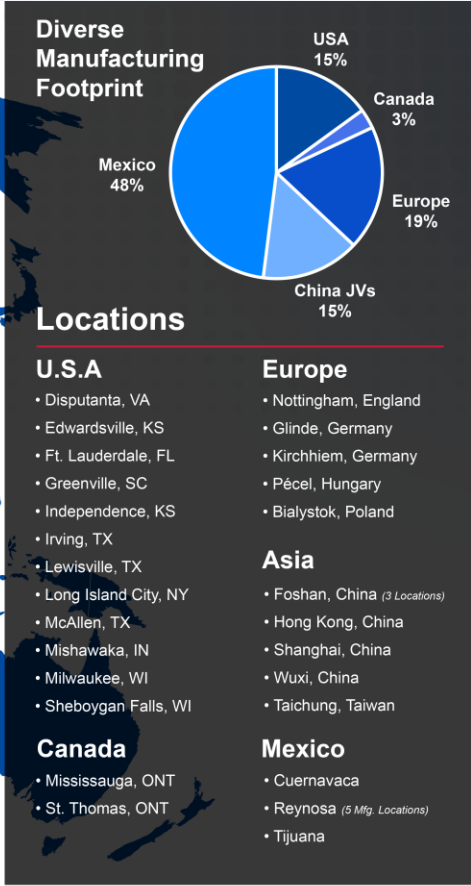 Diverse
Manufacturing
Footprint
USA
15%
Canada
3%
Mexico
48%
Europe
19%
China JVs
15%
Locations
U.S.A
• Disputanta, VA
• Edwardsville, KS
• Ft. Lauderdale, FL
• Greenville, SC
• Independence, KS
• Irving, TX
• Lewisville, TX
• Long Island City, NY
• McAllen, TX
• Mishawaka, IN
• Milwaukee, WI
• Sheboygan Falls, WI
Canada
• Mississauga, ONT
• St. Thomas, ONT
Europe
• Nottingham, England
• Glinde, Germany
• Kirchhiem, Germany
• Pécel, Hungary
• Bialystok, Poland
Asia
• Foshan, China (3 Locations)
• Hong Kong, China
• Shanghai, China
• Wuxi, China
• Taichung, Taiwan
Mexico
• Cuernavaca
• Reynosa (5 Mfg. Locations)
• Tijuana